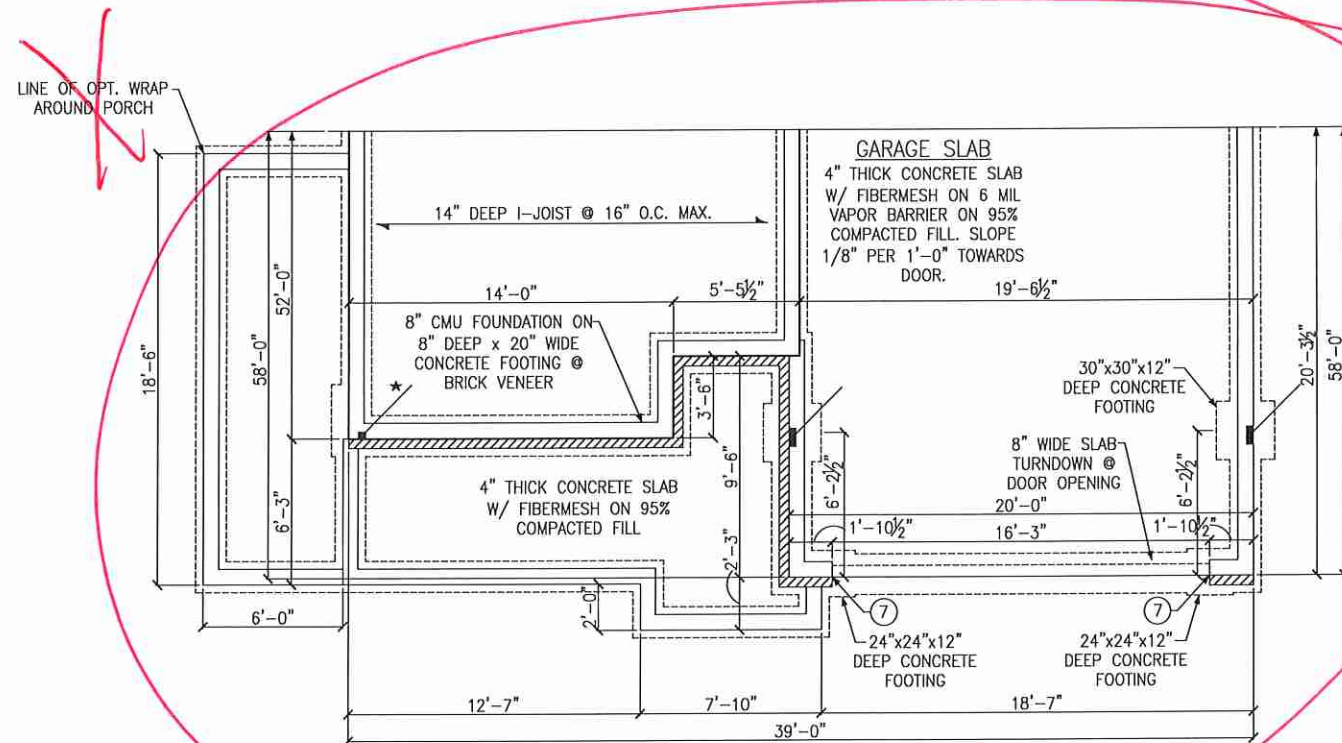 LINE OF OPT. WRAP
AROUND PORCH
GARAGE SLAB
4" THICK CONCRETE SLAB
W/ FIBERMESH ON 6 MIL
VAPOR BARRIER ON 95%
COMPACTED FILL. SLOPE
1/8" PER 1'-0" TOWARDS
DOOR.
14" DEEP I-JOIST @ 16" O.C. MAX.
14'-0"
5'-5½"
19'-6½"
8" CMU FOUNDATION ON
8" DEEP x 20" WIDE
CONCRETE FOOTING @
BRICK VENEER
★
18'-6"
58'-0"
52'-0"
6'-3"
3'-6"
9'-6"
2'-3"
30"x30"x12"
DEEP CONCRETE
FOOTING
20'-3½"
58'-0"
8" WIDE SLAB
TURNDOWN @
DOOR OPENING
6'-2½"
6'-2½"
4" THICK CONCRETE SLAB
W/ FIBERMESH ON 95%
COMPACTED FILL
20'-0"
1'-10½"
16'-3"
1'-10½"
6'-0"
2'-0"
7
7
24"x24"x12"
DEEP CONCRETE
FOOTING
24"x24"x12"
DEEP CONCRETE
FOOTING
12'-7"
7'-10"
18'-7"
39'-0"